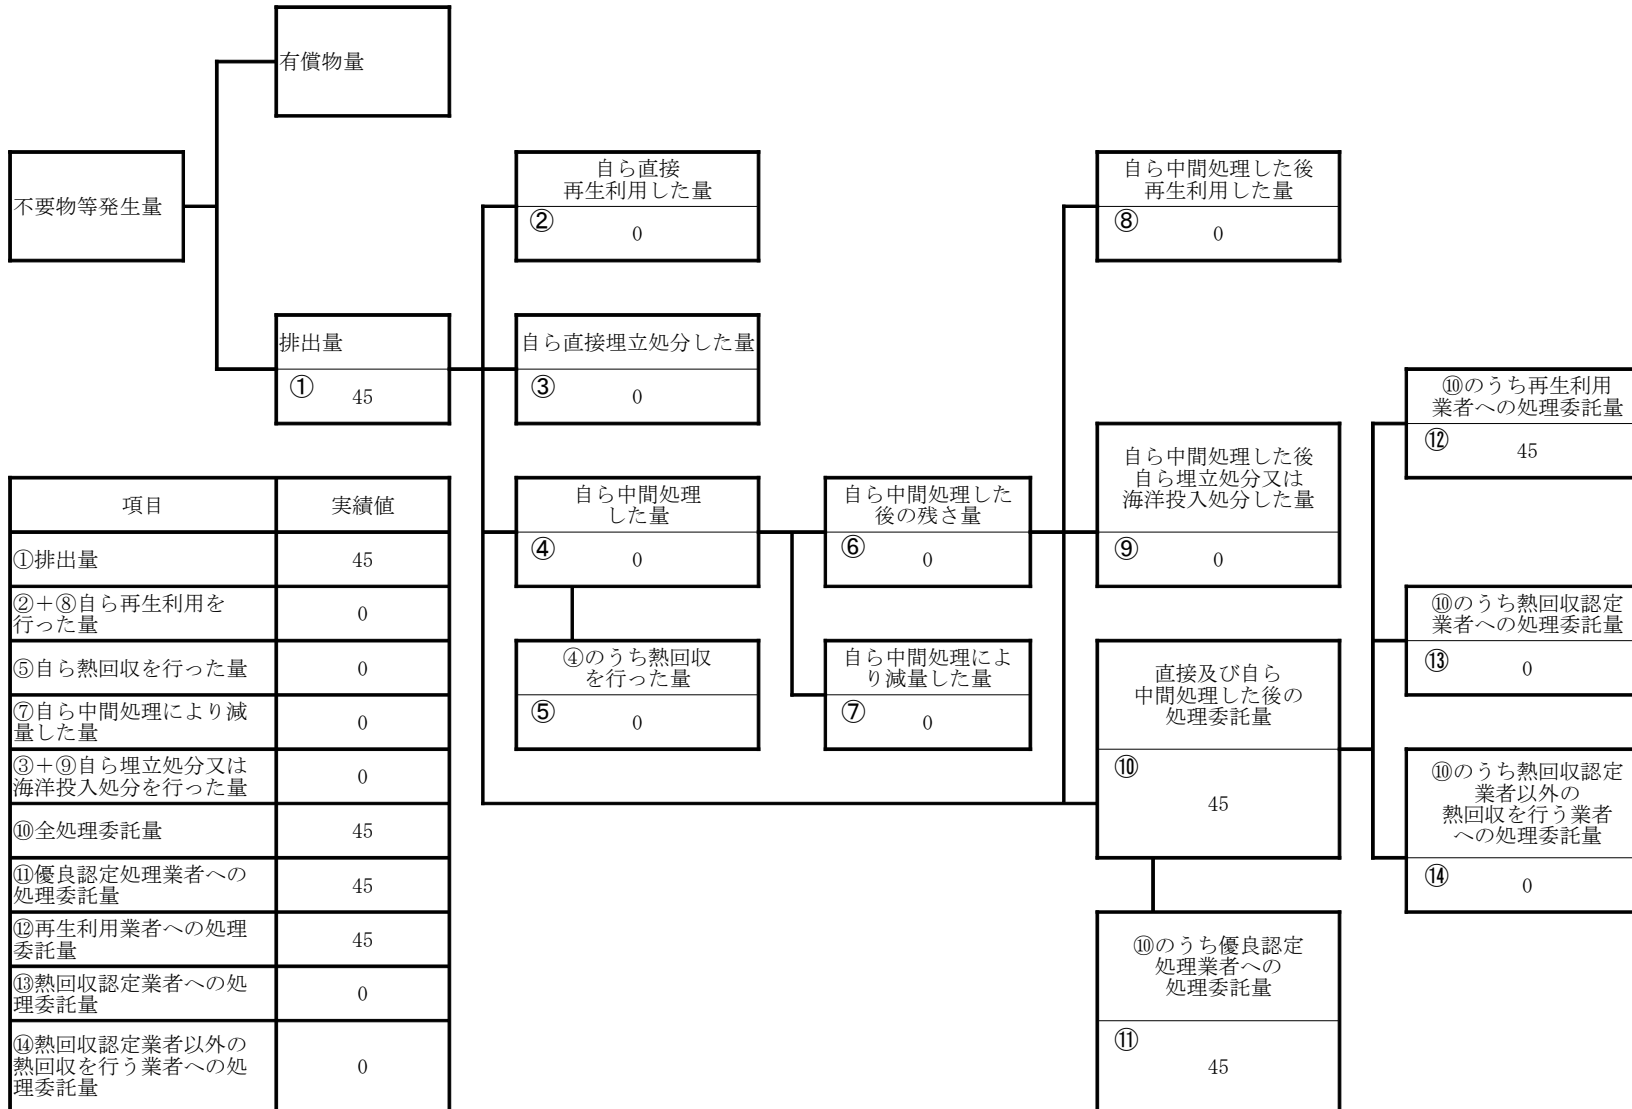 有償物量
不要物等発生量
自ら直接
再生利用した量
②
0
自ら中間処理した後
再生利用した量
⑧
0
排出量
①
45
自ら直接埋立処分した量
③
0
⑩のうち再生利用
業者への処理委託量
⑫
45
自ら中間処理
した量
④
0
自ら中間処理した
後の残さ量
⑥
0
自ら中間処理した後
自ら埋立処分又は
海洋投入処分した量
⑨
0
④のうち熱回収
を行った量
⑤
0
自ら中間処理によ
り減量した量
⑦
0
直接及び自ら
中間処理した後の
処理委託量
⑩
45
⑩のうち熱回収認定
業者への処理委託量
⑬
0
⑩のうち熱回収認定
業者以外の
熱回収を行う業者
への処理委託量
⑭
0
⑩のうち優良認定
処理業者への
処理委託量
⑪
45
項目
実績値
①排出量
45
②+⑧自ら再生利用を
行った量
0
⑤自ら熱回収を行った量
0
⑦自ら中間処理により減
量した量
0
③+⑨自ら埋立処分又は
海洋投入処分を行った量
0
⑩全処理委託量
45
⑪優良認定処理業者への
処理委託量
45
⑫再生利用業者への処理
委託量
45
⑬熱回収認定業者への処
理委託量
0
⑭熱回収認定業者以外の
熱回収を行う業者への処
理委託量
0